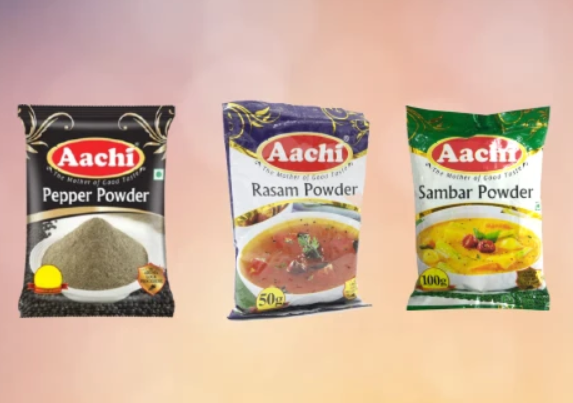 Aachi
The Mother of Good Taste
Pepper Powder
Aachi
The Mother of Good Taste
Rasam Powder
50g
Aachi
The Mother of Good Taste
Sambar Powder
100g